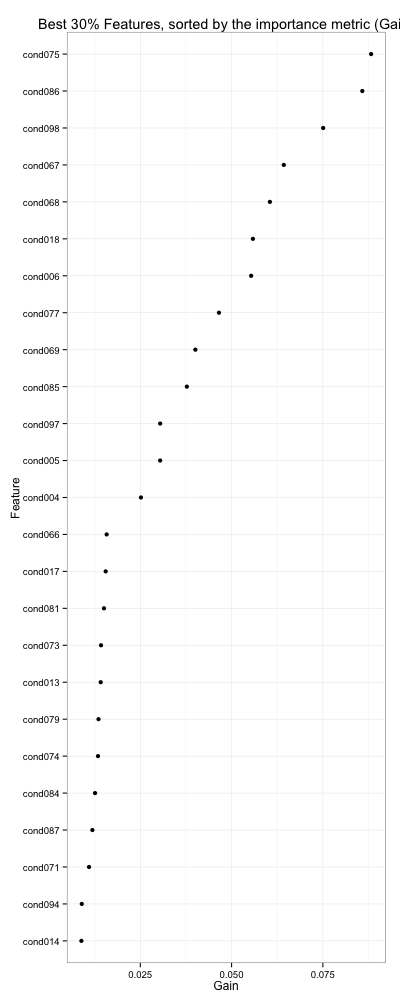 Best 30% Features, sorted by the importance metric (Gai
cond075
cond086
cond098
cond067
cond068
cond018
cond006
cond077
cond069
cond085
cond097
cond005
cond004
Feature
cond066
cond017
cond081
cond073
cond013
cond079
cond074
cond084
cond087
cond071
cond094
cond014
0.025 0.050 0.075
Gain